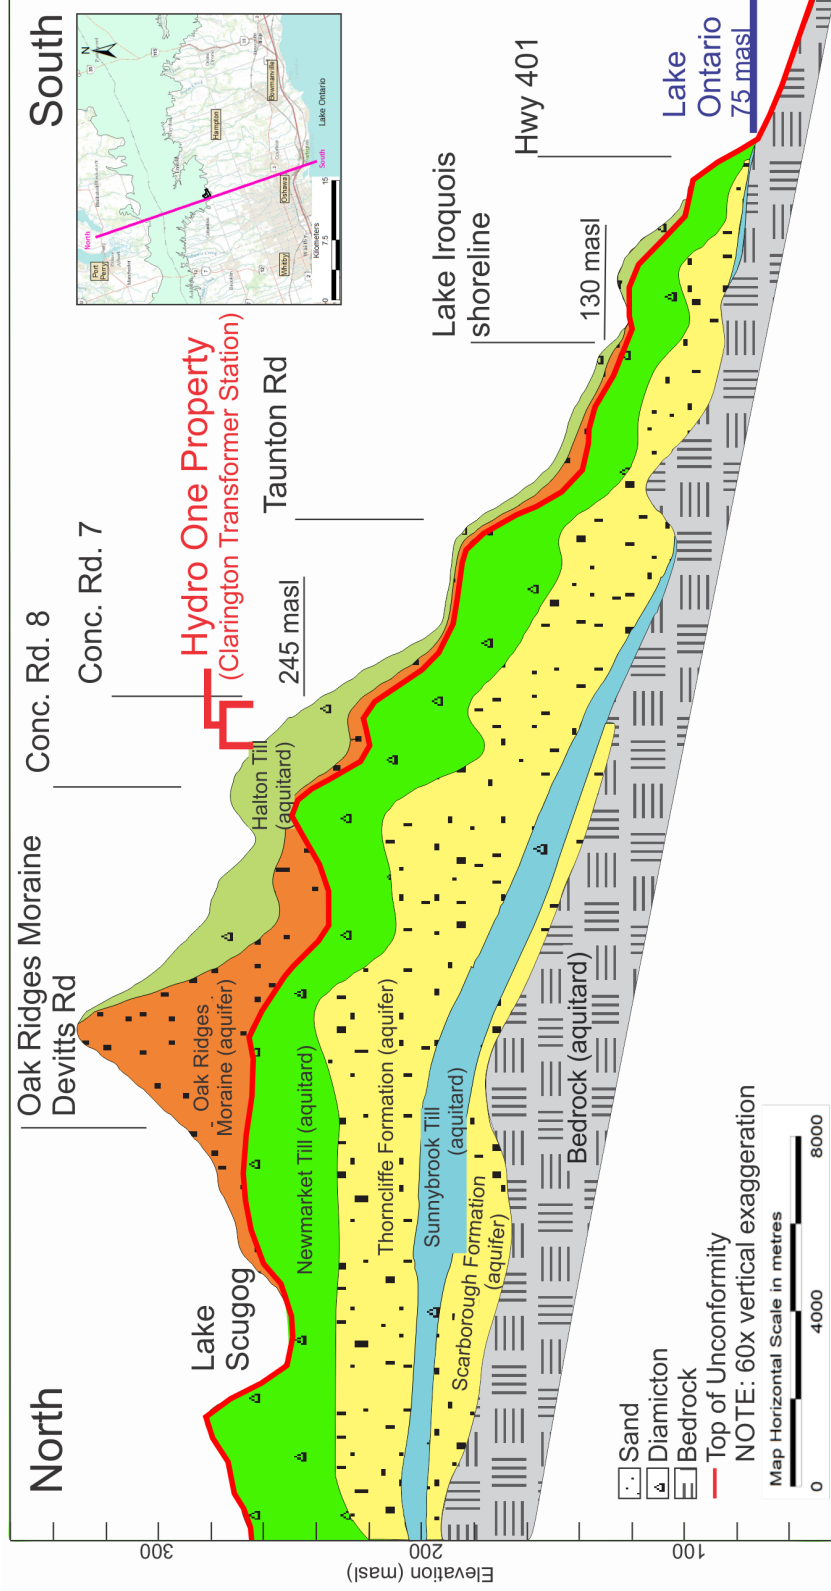 North
South
Oak Ridges Moraine
Devitts Rd
Conc. Rd. 8
Conc. Rd. 7
Hydro One Property
(Clarington Transformer Station)
245 masl
Taunton Rd
Lake Iroquois
shoreline
130 masl
Hwy 401
Lake
Ontario
75 masl
Lake
Scugog
Halton Till
(aquitard)
Oak Ridges
Moraine (aquifer)
Newmarket Till (aquitard)
Thorncliffe Formation (aquifer)
Sunnybrook Till
(aquitard)
Scarborough Formation
(aquifer)
Bedrock (aquitard)
Elevation (masl)
300
200
100
Sand
Diamicton
Bedrock
Top of Unconformity
NOTE: 60x vertical exaggeration
Map Horizontal Scale in metres
0
4000
8000
N
North
Port
Perry
Hampton
Bowmanville
Oshawa
Whitby
Lake Ontario
South
Kilometers
0
7.5
15